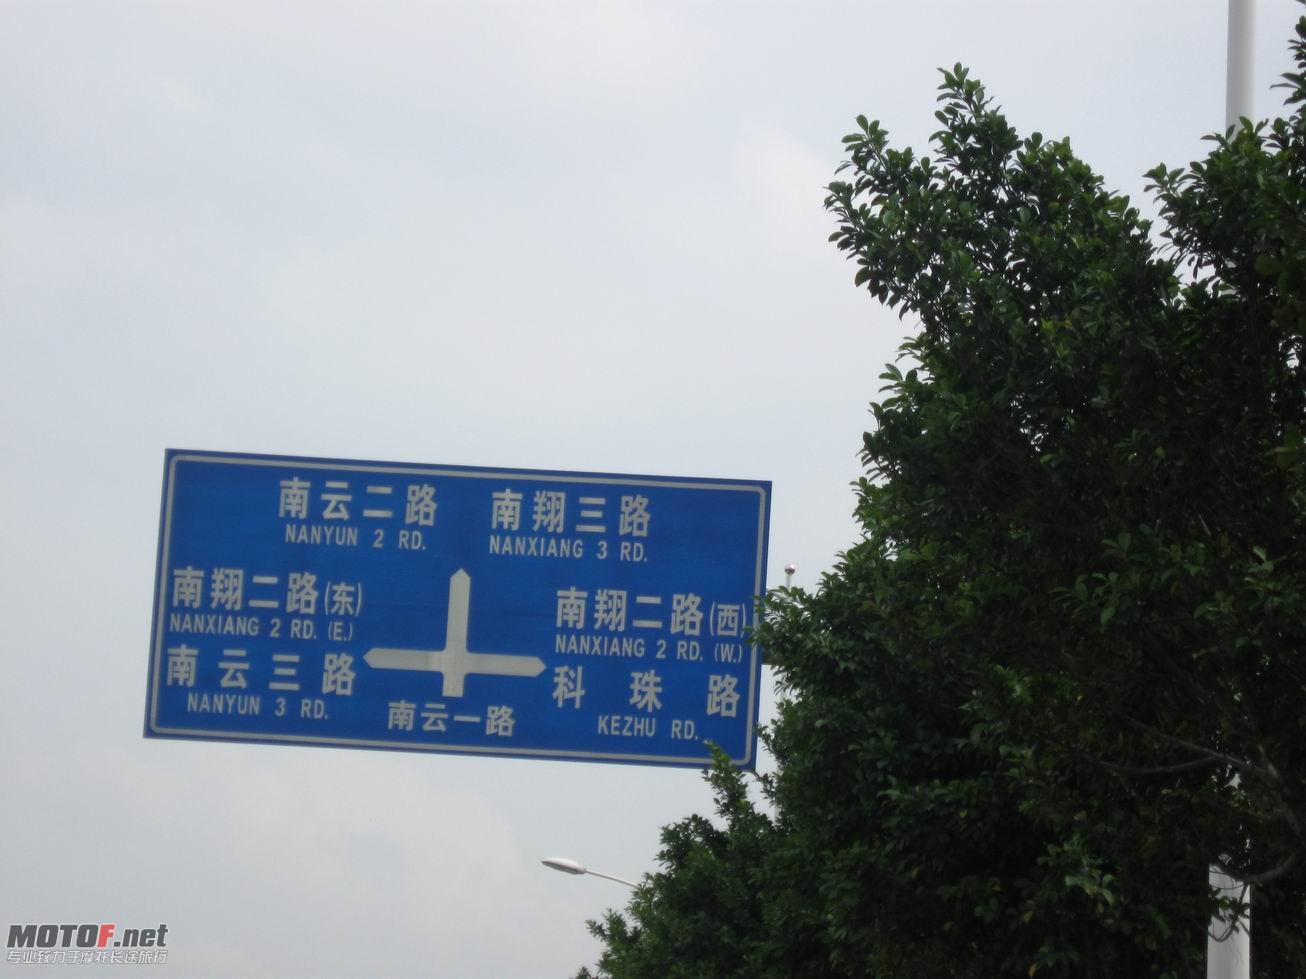 南云二路 南翔三路
NANYUN 2 RD. NANXIANG 3 RD.
南翔二路(东)
NANXIANG 2 RD. (E.)
南云三路
NANYUN 3 RD.
南翔二路(西)
NANXIANG 2 RD. (W.)
科珠路
KEZHU RD.
南云一路
MOTOF.net
专业致力于摩托长途旅行